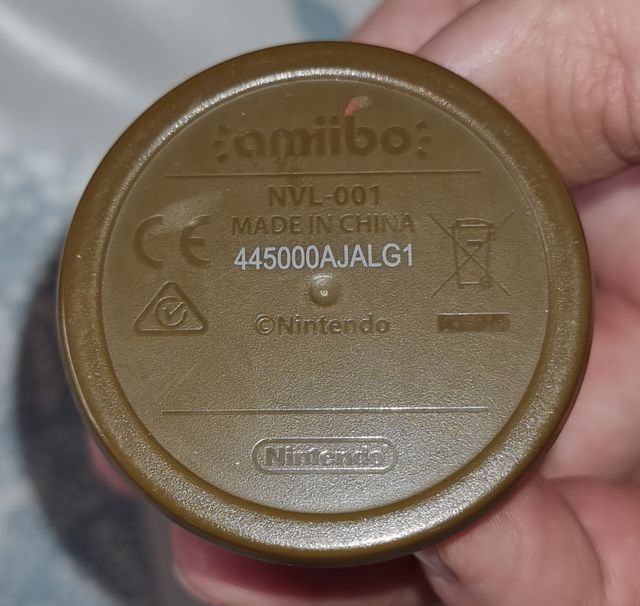 amiibo
NVL-001
MADE IN CHINA
CE
445000AJALG1
©Nintendo
Nintendo